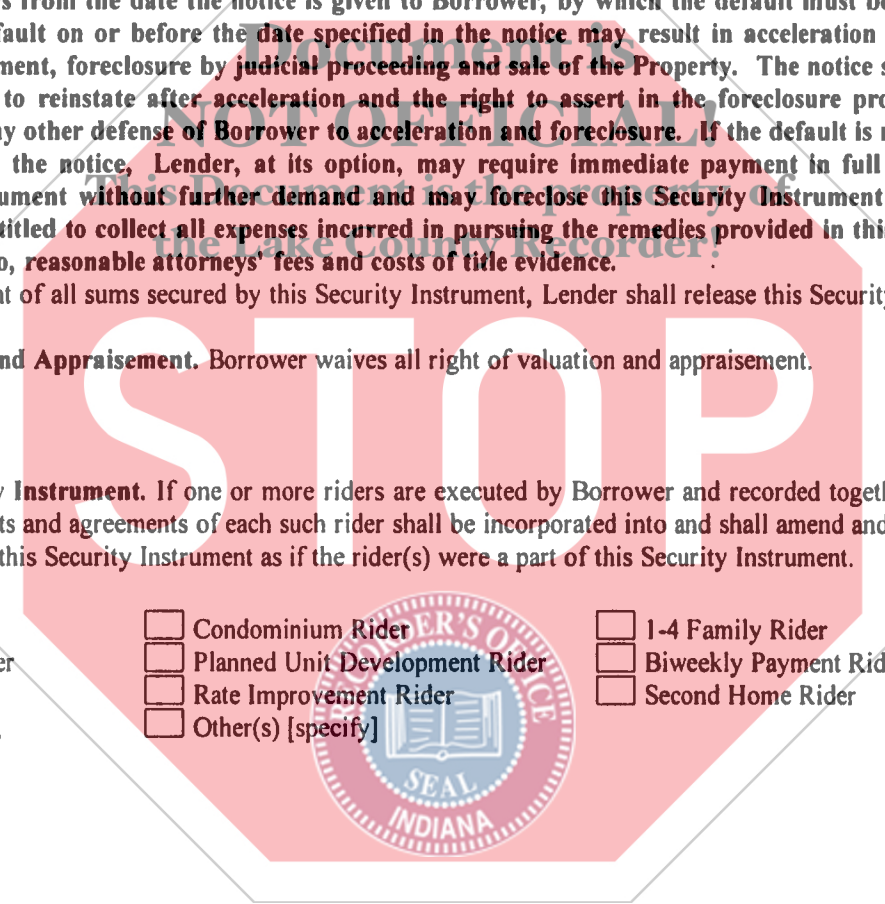 s from the date the notice is given to Borrower, by which the default must be
fault on or before the date specified in the notice may result in acceleration
ment, foreclosure by judicial proceeding and sale of the Property. The notice s
to reinstate after acceleration and the right to assert in the foreclosure pro
ny other defense of Borrower to acceleration and foreclosure. If the default is n
the notice, Lender, at its option, may require immediate payment in full
ument without further demand and may foreclose this Security Instrument
titled to collect all expenses incurred in pursuing the remedies provided in thi
o, reasonable attorneys' fees and costs of title evidence.
nt of all sums secured by this Security Instrument, Lender shall release this Security
nd Appraisement. Borrower waives all right of valuation and appraisement.
y Instrument. If one or more riders are executed by Borrower and recorded togeth
ts and agreements of each such rider shall be incorporated into and shall amend and
this Security Instrument as if the rider(s) were a part of this Security Instrument.
Condominium Rider
1-4 Family Rider
er
Planned Unit Development Rider
Biweekly Payment Rid
Rate Improvement Rider
Second Home Rider
Other(s) [specify]
Document is
NOT OFFICIAL!
This Document is the property of
the Lake County Recorder!
STOP
RECORDER'S OFFICE
SEAL
INDIANA